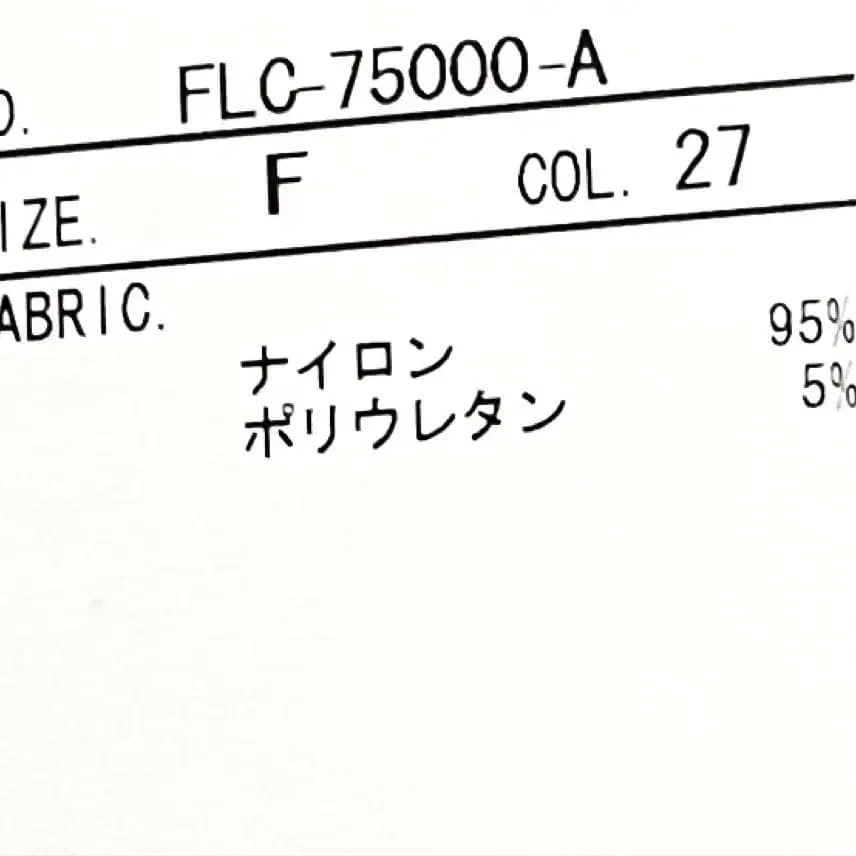 O. FLC-75000-A
IZE. F COL. 27
ABRIC.
ナイロン 95%
ポリウレタン 5%